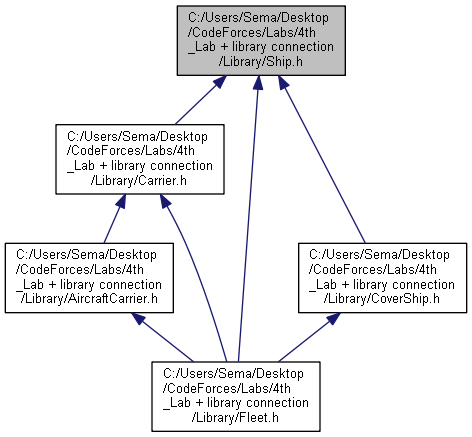 C:/Users/Sema/Desktop
/CodeForces/Labs/4th
_Lab + library connection
/Library/Ship.h
C:/Users/Sema/Desktop
/CodeForces/Labs/4th
_Lab + library connection
/Library/Carrier.h
C:/Users/Sema/Desktop
/CodeForces/Labs/4th
_Lab + library connection
/Library/AircraftCarrier.h
C:/Users/Sema/Desktop
/CodeForces/Labs/4th
_Lab + library connection
/Library/CoverShip.h
C:/Users/Sema/Desktop
/CodeForces/Labs/4th
_Lab + library connection
/Library/Fleet.h